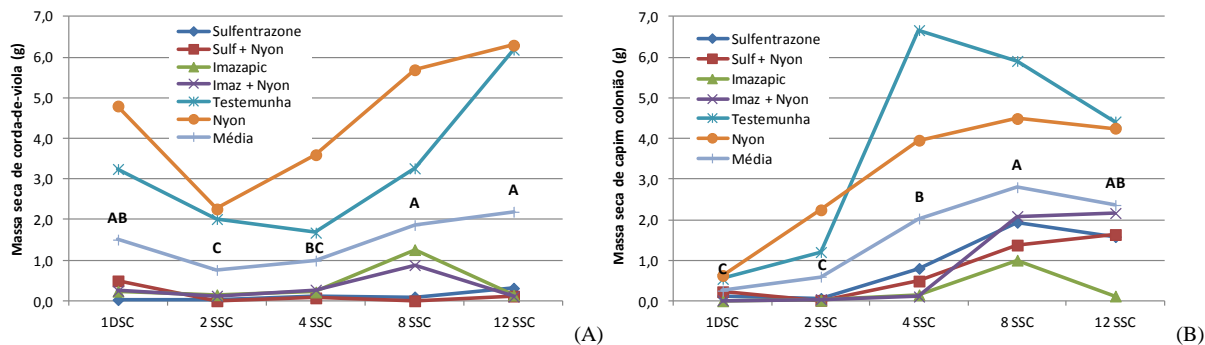 Massa seca de corda-de-viola (g)
7,0
6,0
5,0
4,0
3,0
2,0
1,0
0,0
Sulfentrazone
Sulf + Nyon
Imazapic
Imaz + Nyon
Testemunha
Nyon
Média
AB
C
BC
A
A
1DSC
2 SSC
4 SSC
8 SSC
12 SSC
(A)
Massa seca de capim colonião (g)
7,0
6,0
5,0
4,0
3,0
2,0
1,0
0,0
Sulfentrazone
Sulf + Nyon
Imazapic
Imaz + Nyon
Testemunha
Nyon
Média
C
C
B
A
AB
1DSC
2 SSC
4 SSC
8 SSC
12 SSC
(B)